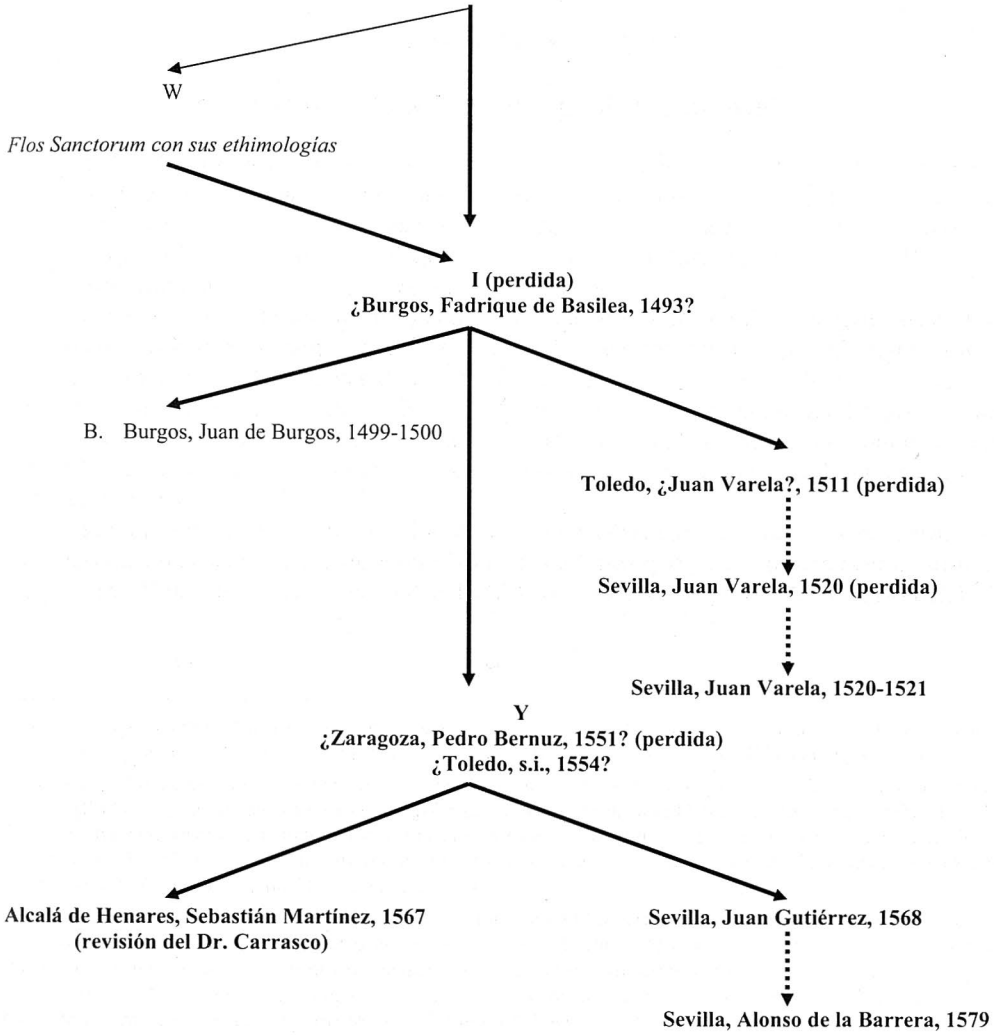 W
Flos Sanctorum con sus ethimologías
I (perdida)
¿Burgos, Fadrique de Basilea, 1493?
B. Burgos, Juan de Burgos, 1499-1500
Toledo, ¿Juan Varela?, 1511 (perdida)
Sevilla, Juan Varela, 1520 (perdida)
Sevilla, Juan Varela, 1520-1521
Y
¿Zaragoza, Pedro Bernuz, 1551? (perdida)
¿Toledo, s.i., 1554?
Alcalá de Henares, Sebastián Martínez, 1567
(revisión del Dr. Carrasco)
Sevilla, Juan Gutiérrez, 1568
Sevilla, Alonso de la Barrera, 1579